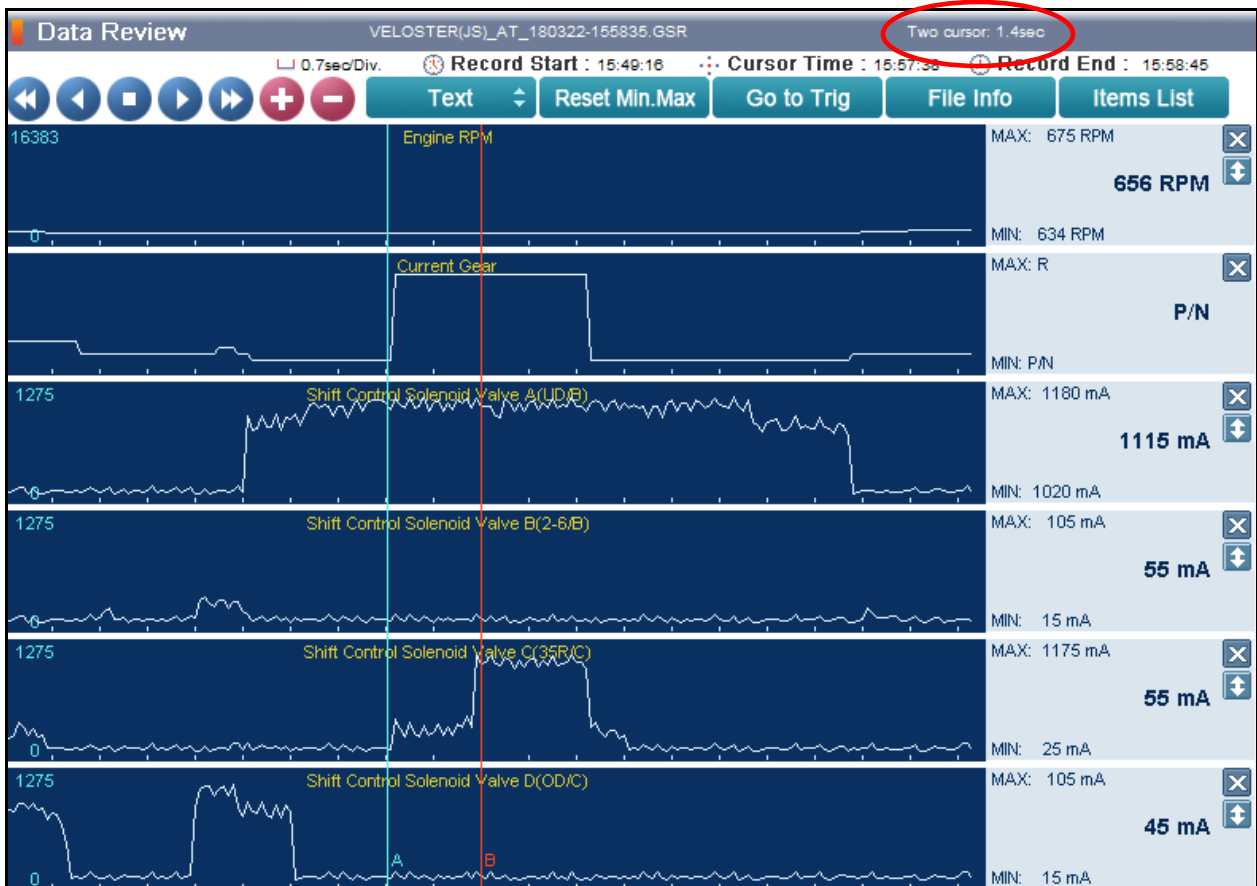 Data Review VELOSTER(JS)_AT_180322-155835.GSR Two cursor: 1.4sec
0.7sec/Div. Record Start : 15:49:16 Cursor Time : 15:57:38 Record End : 15:58:45
Text Reset Min.Max Go to Trig File Info Items List
16383 Engine RPM MAX: 675 RPM
656 RPM
0 MIN: 634 RPM
Current Gear MAX: R
P/N
MIN: P/N
1275 Shift Control Solenoid Valve A(UD/B) MAX: 1180 mA
1115 mA
0 MIN: 1020 mA
1275 Shift Control Solenoid Valve B(2-6/B) MAX: 105 mA
55 mA
0 MIN: 15 mA
1275 Shift Control Solenoid Valve C(35R/C) MAX: 1175 mA
55 mA
0 MIN: 25 mA
1275 Shift Control Solenoid Valve D(OD/C) MAX: 105 mA
45 mA
A B
0 MIN: 15 mA